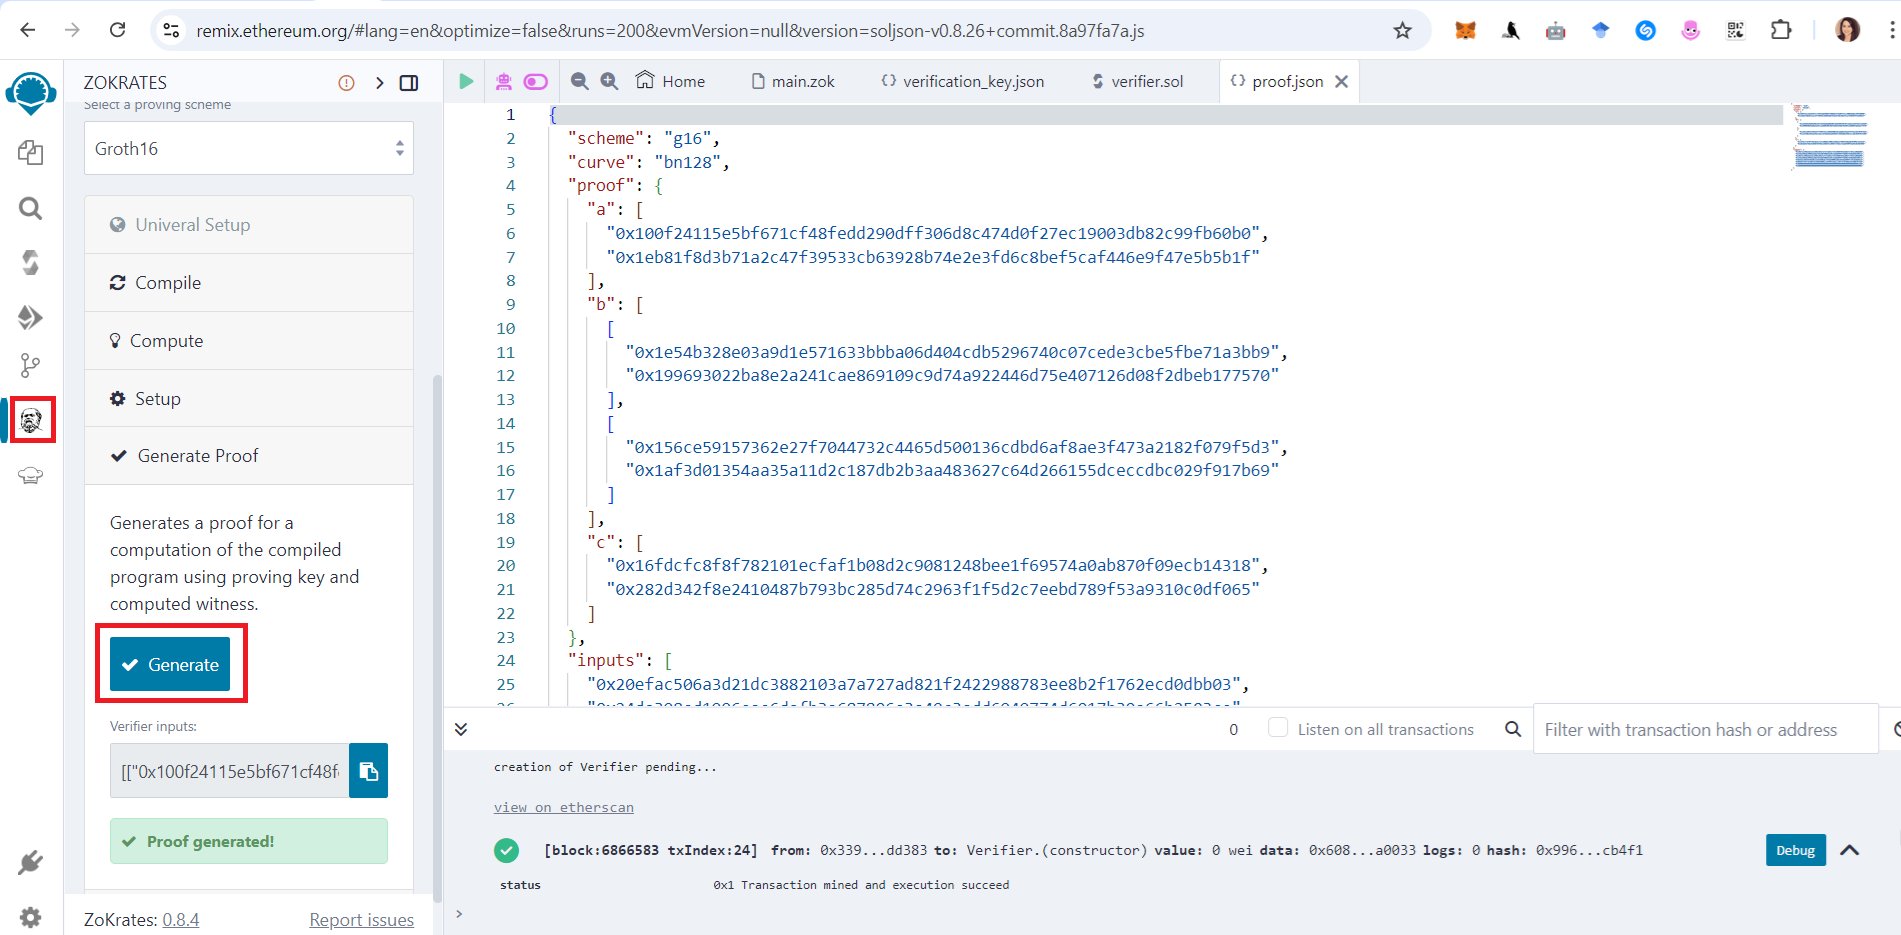 remix.ethereum.org/#lang=en&optimize=false&runs=200&evmVersion=null&version=soljson-v0.8.26+commit.8a97fa7a.js
ZOKRATES
Select a proving scheme
Groth16
Univeral Setup
Compile
Compute
Setup
Generate Proof
Generates a proof for a
computation of the compiled
program using proving key and
computed witness.
Generate
Verifier inputs:
[["0x100f24115e5bf671cf48f
Proof generated!
ZoKrates: 0.8.4 Report issues
Home main.zok verification_key.json verifier.sol proof.json
1 {
2 "scheme": "g16",
3 "curve": "bn128",
4 "proof": {
5 "a": [
6 "0x100f24115e5bf671cf48fedd290dff306d8c474d0f27ec19003db82c99fb60b0",
7 "0x1eb81f8d3b71a2c47f39533cb63928b74e2e3fd6c8bef5caf446e9f47e5b5b1f"
8 ],
9 "b": [
10 [
11 "0x1e54b328e03a9d1e571633bbba06d404cdb5296740c07cede3cbe5fbe71a3bb9",
12 "0x199693022ba8e2a241cae869109c9d74a922446d75e407126d08f2dbeb177570"
13 ],
14 [
15 "0x156ce59157362e27f7044732c4465d500136cdbd6af8ae3f473a2182f079f5d3",
16 "0x1af3d01354aa35a11d2c187db2b3aa483627c64d266155dceccdbc029f917b69"
17 ]
18 ],
19 "c": [
20 "0x16fdcfc8f8f782101ecfaf1b08d2c9081248bee1f69574a0ab870f09ecb14318",
21 "0x282d342f8e2410487b793bc285d74c2963f1f5d2c7eebd789f53a9310c0df065"
22 ]
23 },
24 "inputs": [
25 "0x20efac506a3d21dc3882103a7a727ad821f2422988783ee8b2f1762ecd0dbb03",
0 Listen on all transactions Filter with transaction hash or address
creation of Verifier pending...
view on etherscan
[block:6866583 txIndex:24] from: 0x339...dd383 to: Verifier.(constructor) value: 0 wei data: 0x608...a0033 logs: 0 hash: 0x996...cb4f1 Debug
status 0x1 Transaction mined and execution succeed
>